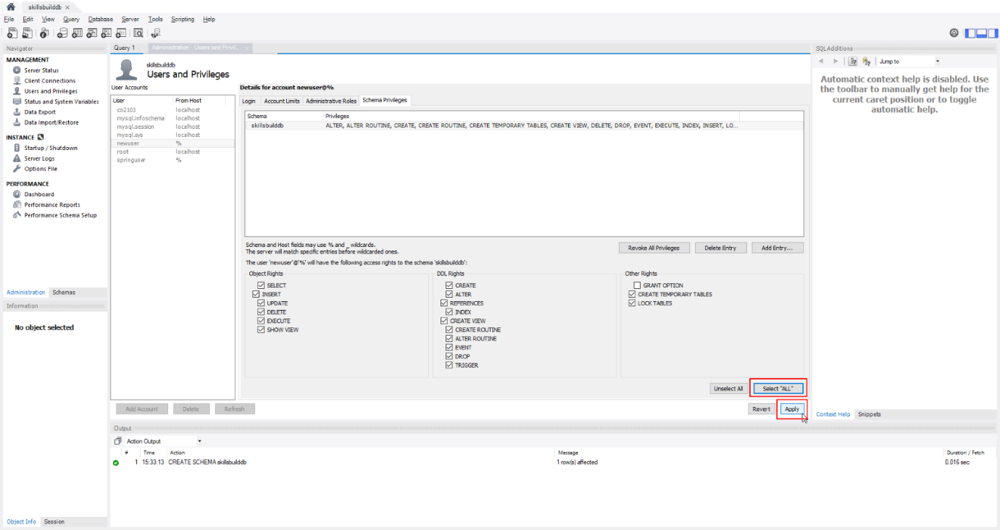 skillsbuilddb ×
File Edit View Query Database Server Tools Scripting Help
Navigator
MANAGEMENT
Server Status
Client Connections
Users and Privileges
Status and System Variables
Data Export
Data Import/Restore
INSTANCE
Startup / Shutdown
Server Logs
Options File
PERFORMANCE
Dashboard
Performance Reports
Performance Schema Setup
Administration Schemas
Information
No object selected
Object Info Session
Query 1 Administration - Users and Privil... ×
skillsbuilddb
Users and Privileges
User Accounts
User From Host
co2103 localhost
mysql.infoschema localhost
mysql.session localhost
mysql.sys localhost
newuser %
root localhost
springuser %
Add Account Delete Refresh
Details for account newuser@%
Login Account Limits Administrative Roles Schema Privileges
Schema Privileges
skillsbuilddb ALTER, ALTER ROUTINE, CREATE, CREATE ROUTINE, CREATE TEMPORARY TABLES, CREATE VIEW, DELETE, DROP, EVENT, EXECUTE, INDEX, INSERT, LO...
Schema and Host fields may use % and _ wildcards.
The server will match specific entries before wildcarded ones.
Revoke All Privileges Delete Entry Add Entry...
The user 'newuser'@'%' will have the following access rights to the schema 'skillsbuilddb':
Object Rights
SELECT
INSERT
UPDATE
DELETE
EXECUTE
SHOW VIEW
DDL Rights
CREATE
ALTER
REFERENCES
INDEX
CREATE VIEW
CREATE ROUTINE
ALTER ROUTINE
EVENT
DROP
TRIGGER
Other Rights
GRANT OPTION
CREATE TEMPORARY TABLES
LOCK TABLES
Unselect All Select "ALL"
Revert Apply
Output
Action Output
# Time Action Message Duration / Fetch
1 15:33:13 CREATE SCHEMA skillsbuilddb 1 row(s) affected 0.016 sec
SQLAdditions
Jump to
Automatic context help is disabled. Use
the toolbar to manually get help for the
current caret position or to toggle
automatic help.
Context Help Snippets